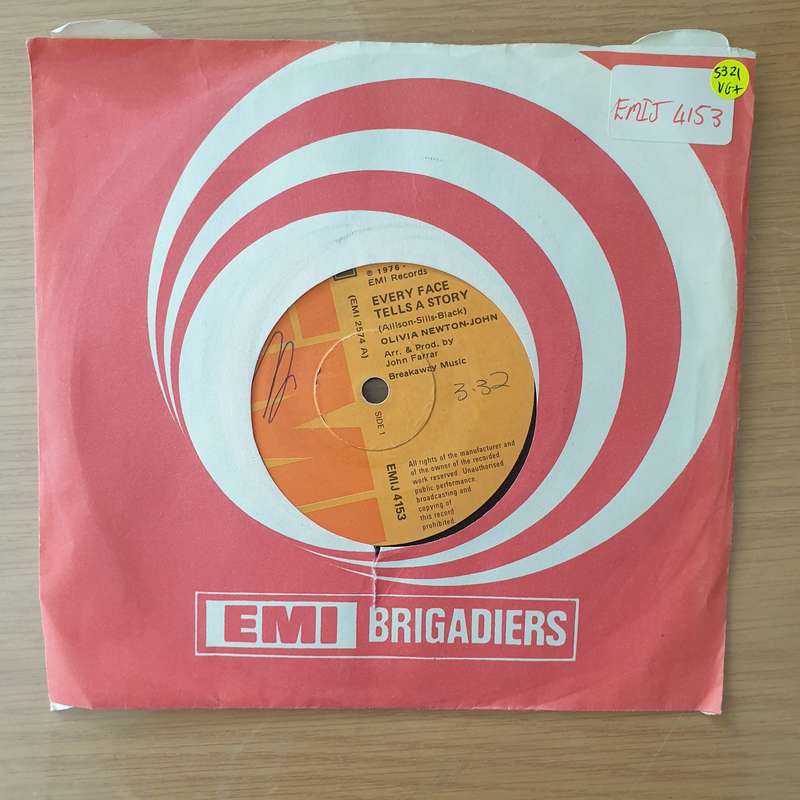 5321
VG+
EMIJ 4153
℗ 1976 -
EMI Records
EVERY FACE
TELLS A STORY
(Allison-Sills-Black)
OLIVIA NEWTON-JOHN
Arr. & Prod. by
John Farrar
Breakaway Music
(EMI 2574 A)
3.32
SIDE 1
EMIJ 4153
All rights of the manufacturer and
of the owner of the recorded
work reserved. Unauthorised
public performance,
broadcasting and
copying of
this record
prohibited
EMI BRIGADIERS